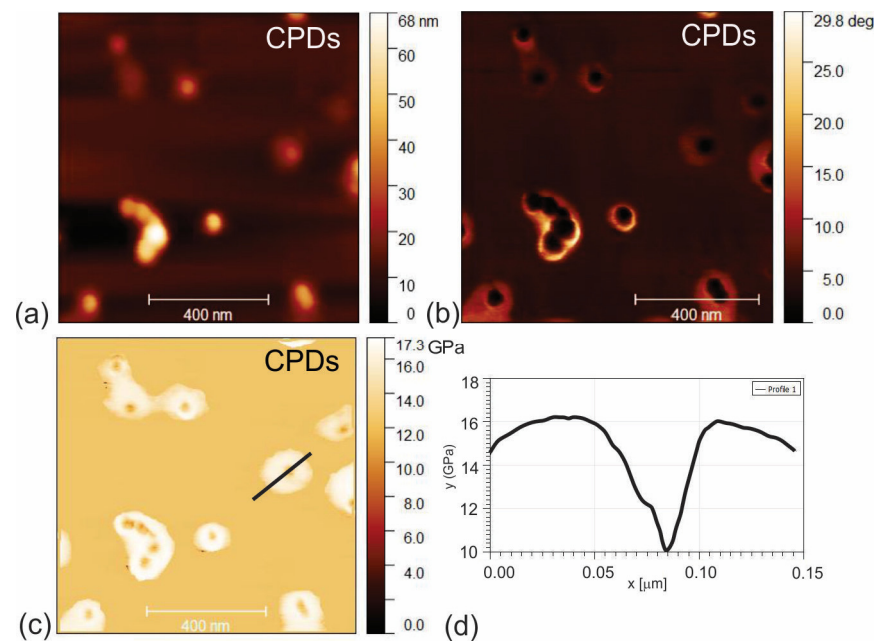 CPDs
68 nm
60
50
40
30
20
10
0
400 nm
(a)
CPDs
29.8 deg
25.0
20.0
15.0
10.0
5.0
0.0
400 nm
(b)
CPDs
17.3 GPa
16.0
14.0
12.0
10.0
8.0
6.0
4.0
0.0
400 nm
(c)
18
16
14
12
10
y (GPa)
Profile 1
0.00 0.05 0.10 0.15
x [µm]
(d)